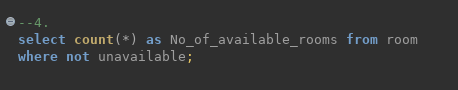 --4.
select count(*) as No_of_available_rooms from room
where not unavailable;